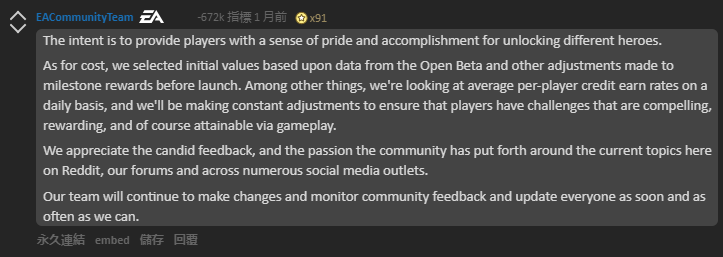 EACommunityTeam EA -672k 指標 1 月前 x91
The intent is to provide players with a sense of pride and accomplishment for unlocking different heroes.
As for cost, we selected initial values based upon data from the Open Beta and other adjustments made to
milestone rewards before launch. Among other things, we're looking at average per-player credit earn rates on a
daily basis, and we'll be making constant adjustments to ensure that players have challenges that are compelling,
rewarding, and of course attainable via gameplay.
We appreciate the candid feedback, and the passion the community has put forth around the current topics here
on Reddit, our forums and across numerous social media outlets.
Our team will continue to make changes and monitor community feedback and update everyone as soon and as
often as we can.
永久連結 embed 儲存 回覆